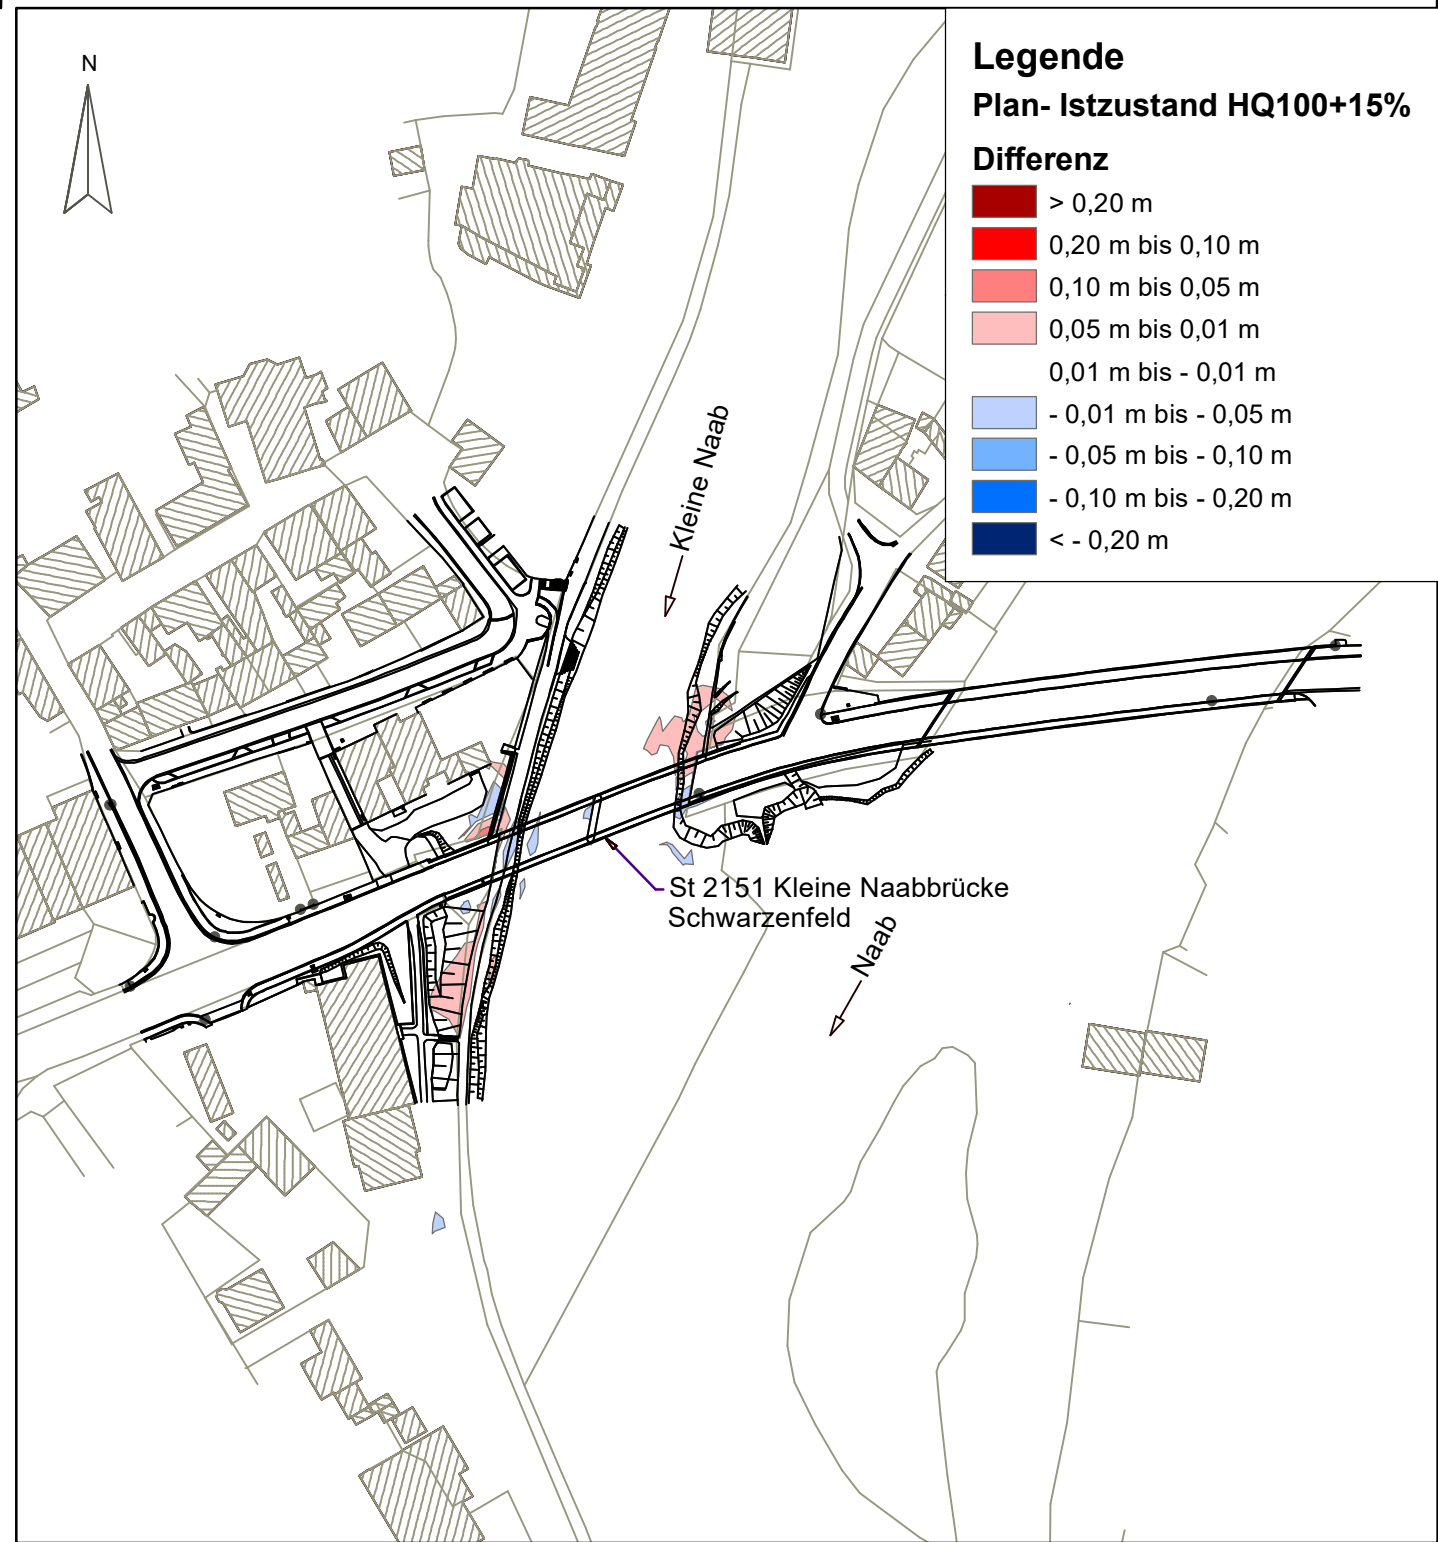 N
Legende
Plan- Istzustand HQ100+15%
Differenz
> 0,20 m
0,20 m bis 0,10 m
0,10 m bis 0,05 m
0,05 m bis 0,01 m
0,01 m bis - 0,01 m
- 0,01 m bis - 0,05 m
- 0,05 m bis - 0,10 m
- 0,10 m bis - 0,20 m
< - 0,20 m
Kleine Naab
St 2151 Kleine Naabbrücke
Schwarzenfeld
Naab